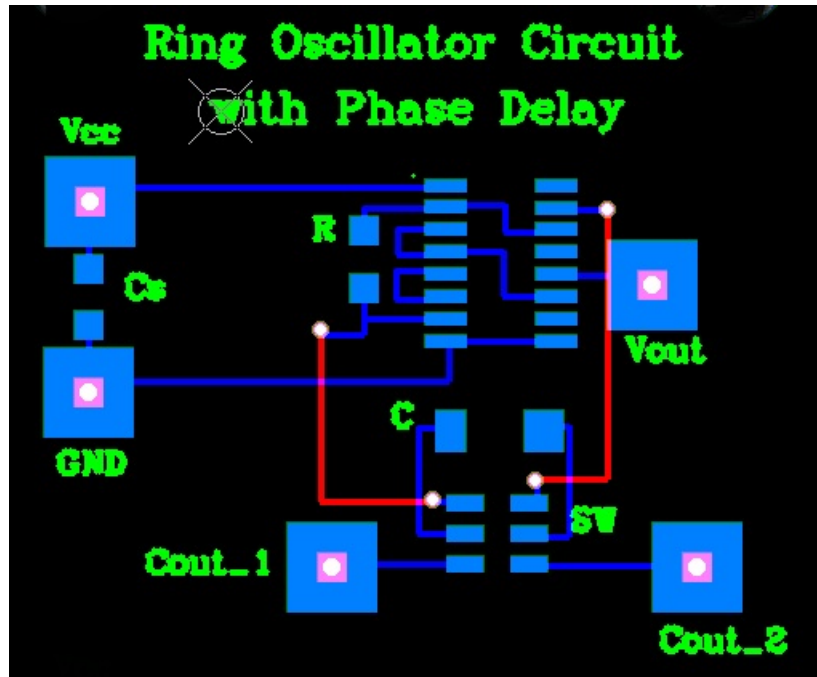 Ring Oscillator Circuit
with Phase Delay
Vcc
R
Cs
Vout
C
GND
SW
Cout_1
Cout_2